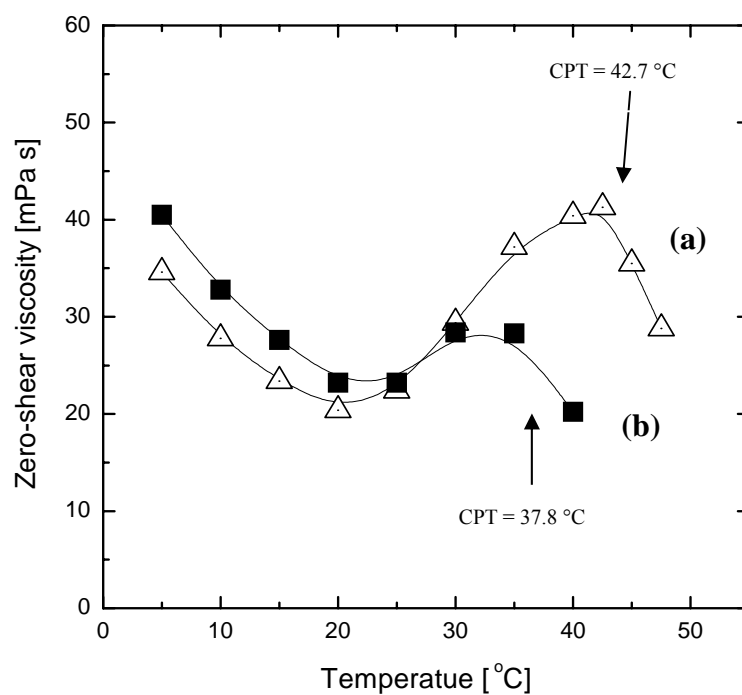 60
CPT = 42.7 °C
50
40
(a)
30
20
(b)
10
CPT = 37.8 °C
0
0 10 20 30 40 50
Zero-shear viscosity [mPa s]
Temperatue [°C]